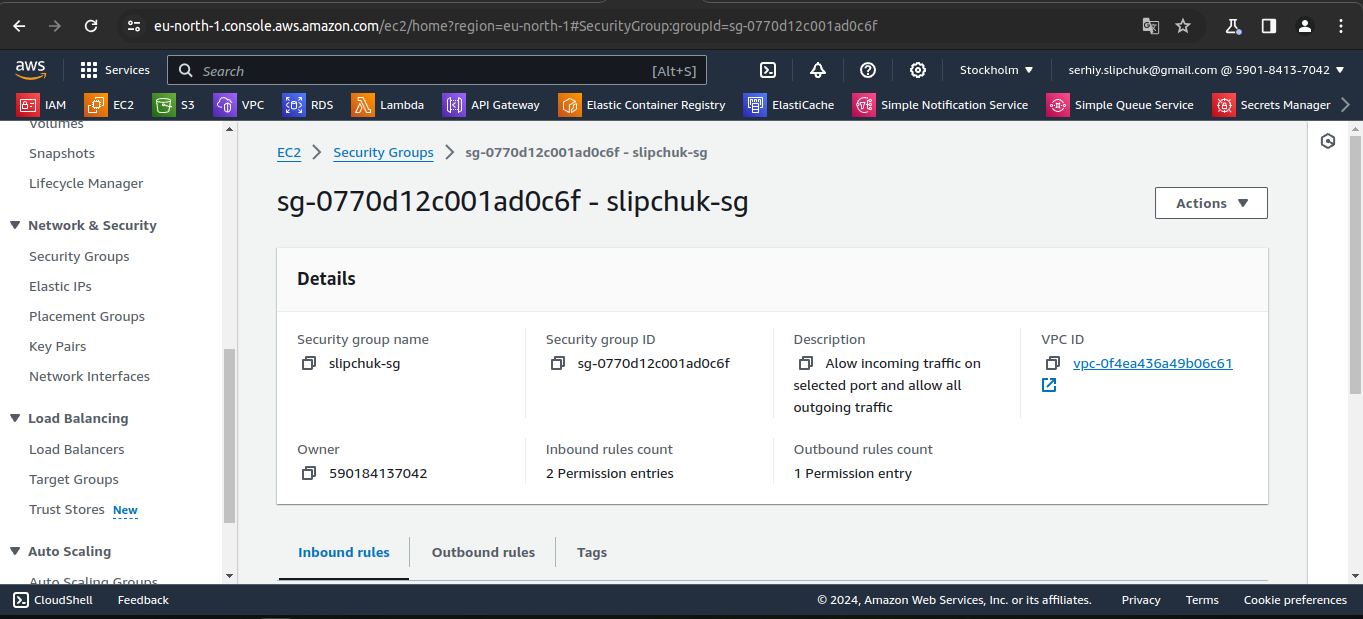 eu-north-1.console.aws.amazon.com/ec2/home?region=eu-north-1#SecurityGroup:groupId=sg-0770d12c001ad0c6f
aws Services Search [Alt+S] Stockholm serhiy.slipchuk@gmail.com @ 5901-8413-7042
IAM EC2 S3 VPC RDS Lambda API Gateway Elastic Container Registry ElastiCache Simple Notification Service Simple Queue Service Secrets Manager
Volumes
Snapshots
Lifecycle Manager
Network & Security
Security Groups
Elastic IPs
Placement Groups
Key Pairs
Network Interfaces
Load Balancing
Load Balancers
Target Groups
Trust Stores New
Auto Scaling
Auto Scaling Groups
EC2 Security Groups sg-0770d12c001ad0c6f - slipchuk-sg
sg-0770d12c001ad0c6f - slipchuk-sg
Actions
Details
Security group name
slipchuk-sg
Security group ID
sg-0770d12c001ad0c6f
Description
Alow incoming traffic on
selected port and allow all
outgoing traffic
VPC ID
vpc-0f4ea436a49b06c61
Owner
590184137042
Inbound rules count
2 Permission entries
Outbound rules count
1 Permission entry
Inbound rules Outbound rules Tags
CloudShell Feedback © 2024, Amazon Web Services, Inc. or its affiliates. Privacy Terms Cookie preferences